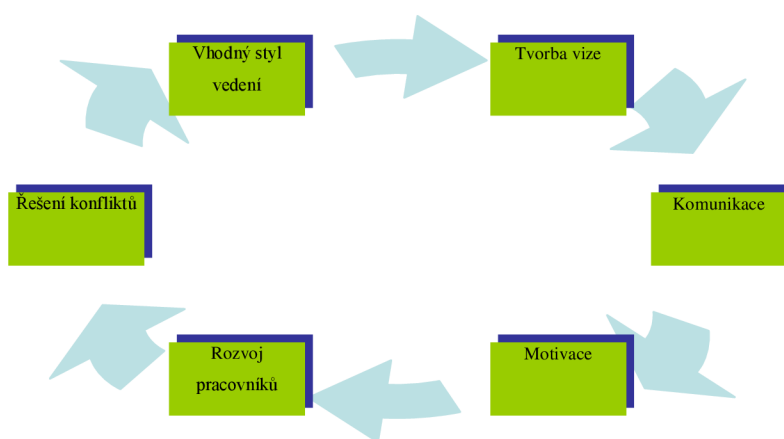 Vhodný styl
vedení
Tvorba vize
Komunikace
Motivace
Rozvoj
pracovníků
Řešení konfliktů